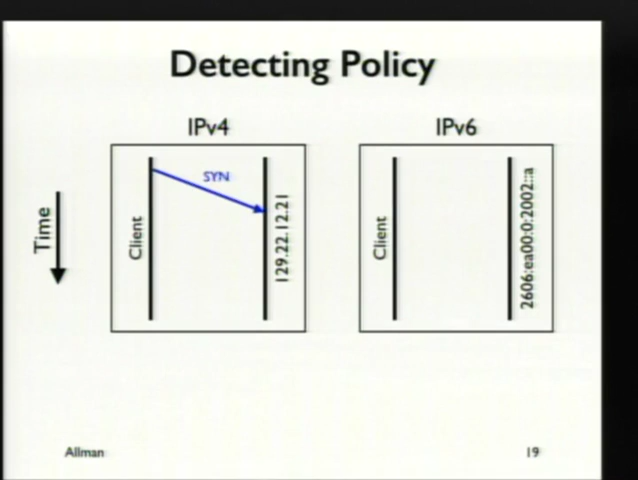 Detecting Policy
IPv4
IPv6
Time
Client
SYN
129.22.12.21
Client
2606:ea00:0:2002::a
Allman
19